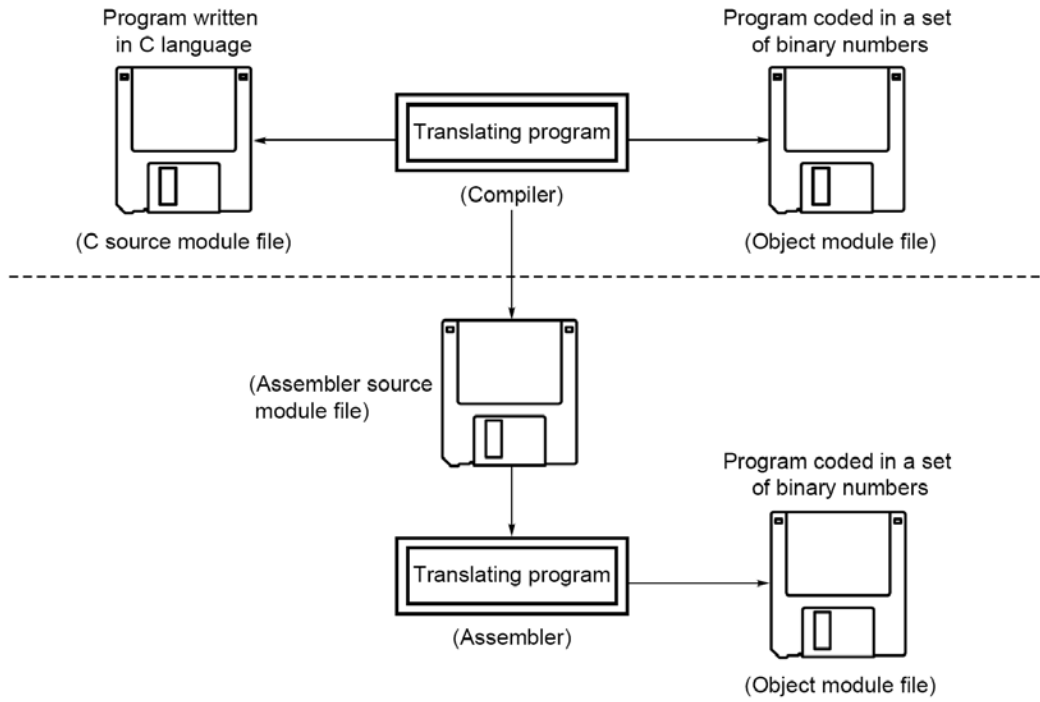 Program written
in C language
Program coded in a set
of binary numbers
Translating program
(Compiler)
(C source module file)
(Object module file)
(Assembler source
module file)
Program coded in a set
of binary numbers
Translating program
(Assembler)
(Object module file)